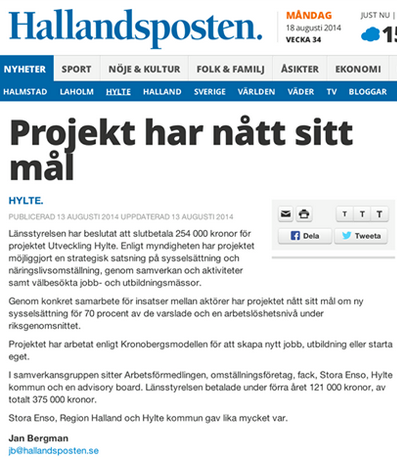 Hallandsposten.
MÅNDAG
18 augusti 2014
VECKA 34
JUST NU |
15
NYHETER SPORT NÖJE & KULTUR FOLK & FAMILJ ÅSIKTER EKONOMI
HALMSTAD LAHOLM HYLTE HALLAND SVERIGE VÄRLDEN VÄDER TV BLOGGAR
Projekt har nått sitt
mål
HYLTE.
PUBLICERAD 13 AUGUSTI 2014 UPPDATERAD 13 AUGUSTI 2014
T T T
Dela Tweeta
Länsstyrelsen har beslutat att slutbetala 254 000 kronor för
projektet Utveckling Hylte. Enligt myndigheten har projektet
möjliggjort en strategisk satsning på sysselsättning och
näringslivsomställning, genom samverkan och aktiviteter
samt välbesökta jobb- och utbildningsmässor.
Genom konkret samarbete för insatser mellan aktörer har projektet nått sitt mål om ny
sysselsättning för 70 procent av de varslade och en arbetslöshetsnivå under
riksgenomsnittet.
Projektet har arbetat enligt Kronobergsmodellen för att skapa nytt jobb, utbildning eller starta
eget.
I samverkansgruppen sitter Arbetsförmedlingen, omställningsföretag, fack, Stora Enso, Hylte
kommun och en advisory board. Länsstyrelsen betalade under förra året 121 000 kronor, av
totalt 375 000 kronor.
Stora Enso, Region Halland och Hylte kommun gav lika mycket var.
Jan Bergman
jb@hallandsposten.se